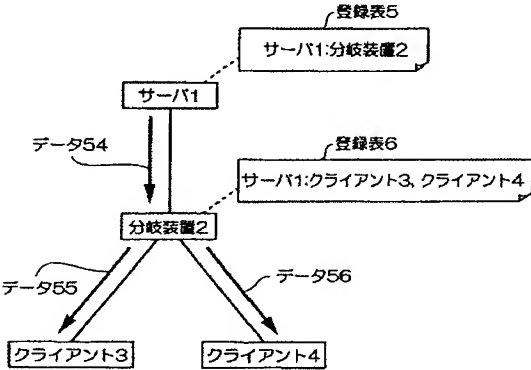 登録表5
サーバ1:分岐装置2
サーバ1
データ54
登録表6
サーバ1:クライアント3、クライアント4
分岐装置2
データ55
データ56
クライアント3
クライアント4